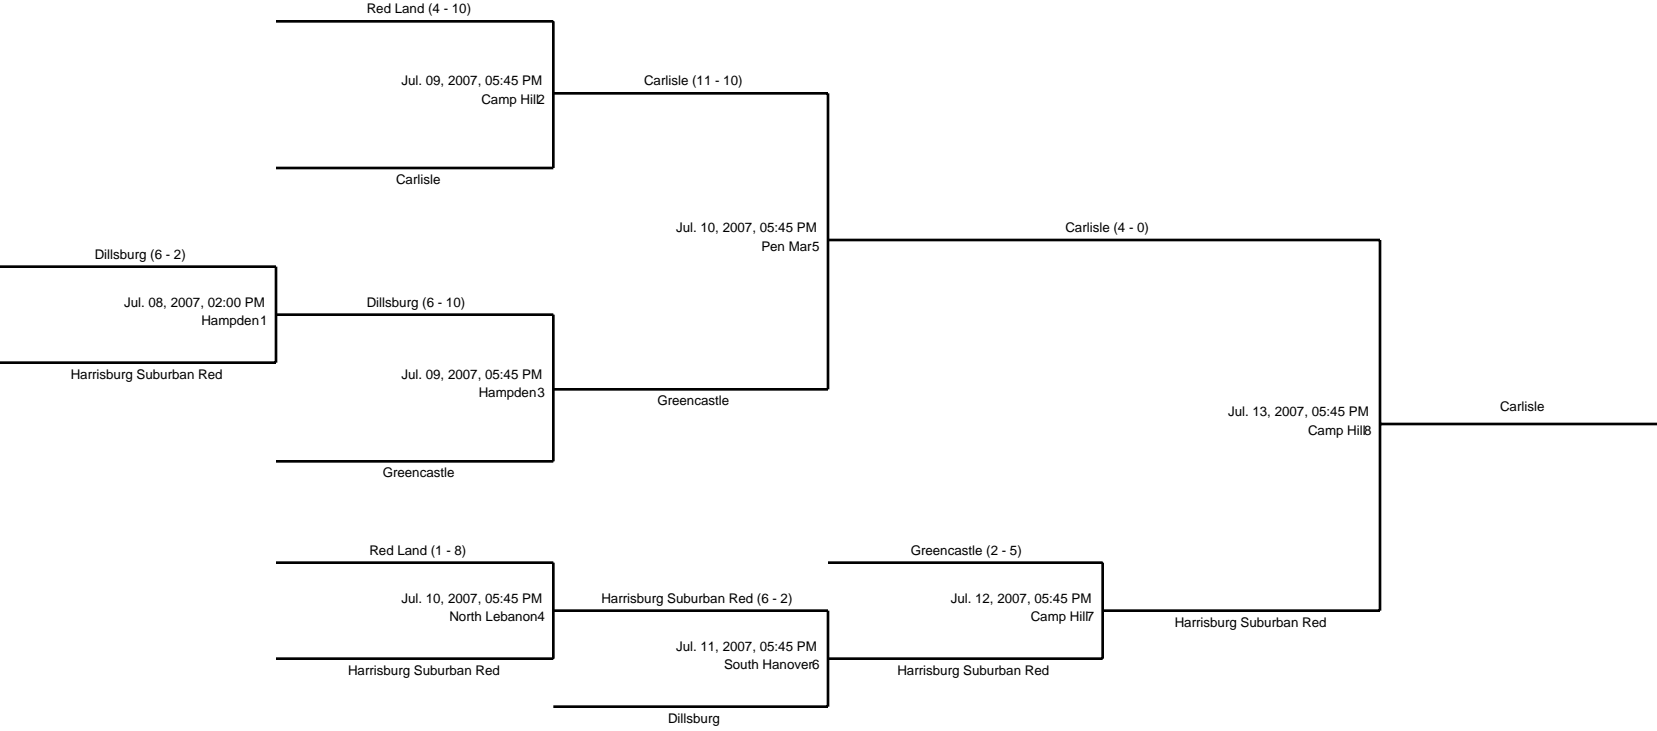 Red Land (4 - 10)
Jul. 09, 2007, 05:45 PM
Camp Hill2
Carlisle
Carlisle (11 - 10)
Jul. 10, 2007, 05:45 PM
Pen Mar5
Carlisle (4 - 0)
Dillsburg (6 - 2)
Jul. 08, 2007, 02:00 PM
Hampden1
Harrisburg Suburban Red
Dillsburg (6 - 10)
Jul. 09, 2007, 05:45 PM
Hampden3
Greencastle
Greencastle
Jul. 13, 2007, 05:45 PM
Camp Hill8
Carlisle
Red Land (1 - 8)
Jul. 10, 2007, 05:45 PM
North Lebanon4
Harrisburg Suburban Red
Harrisburg Suburban Red (6 - 2)
Jul. 11, 2007, 05:45 PM
South Hanover6
Dillsburg
Greencastle (2 - 5)
Jul. 12, 2007, 05:45 PM
Camp Hill7
Harrisburg Suburban Red
Harrisburg Suburban Red